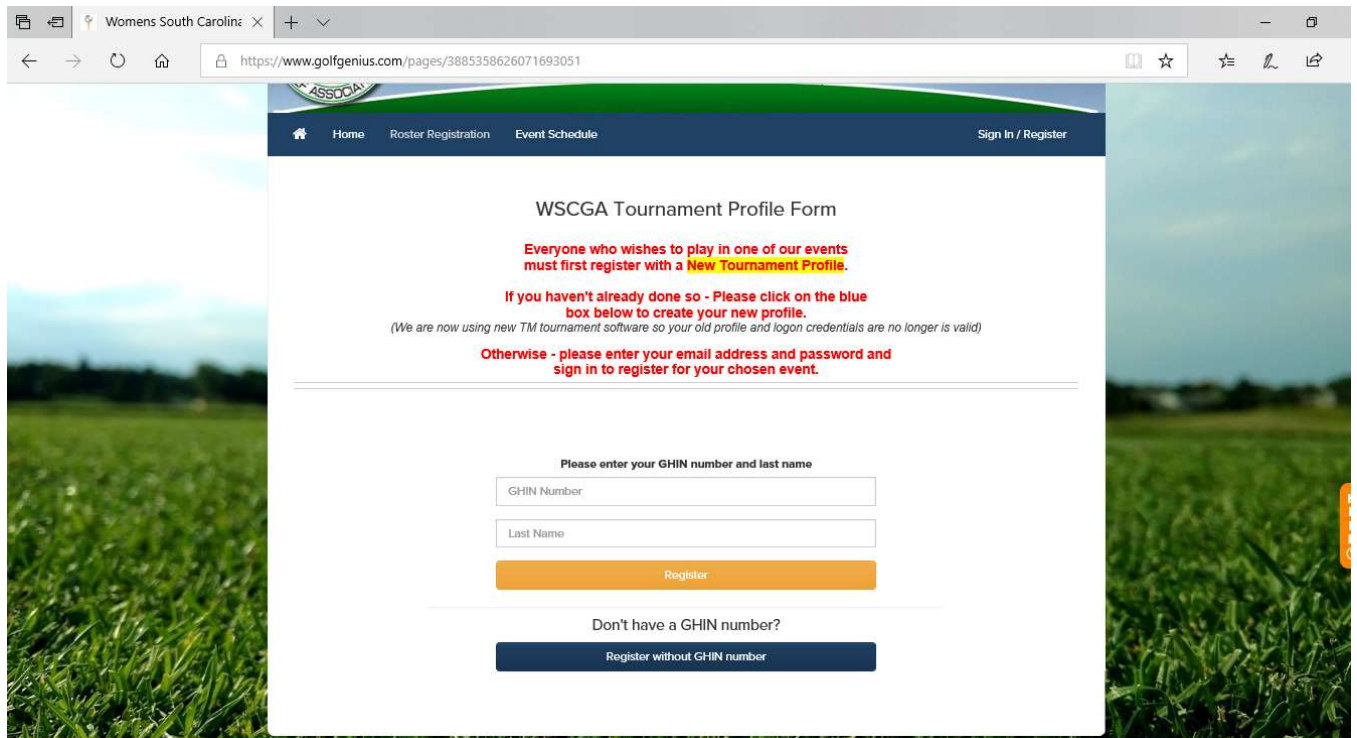 Womens South Carolina
https://www.golfgenius.com/pages/3885358626071693051
ASSOCIAT
Home Roster Registration Event Schedule Sign In / Register
WSCGA Tournament Profile Form
Everyone who wishes to play in one of our events
must first register with a New Tournament Profile.
If you haven't already done so - Please click on the blue
box below to create your new profile.
(We are now using new TM tournament software so your old profile and logon credentials are no longer is valid)
Otherwise - please enter your email address and password and
sign in to register for your chosen event.
Please enter your GHIN number and last name
GHIN Number
Last Name
Register
Don't have a GHIN number?
Register without GHIN number